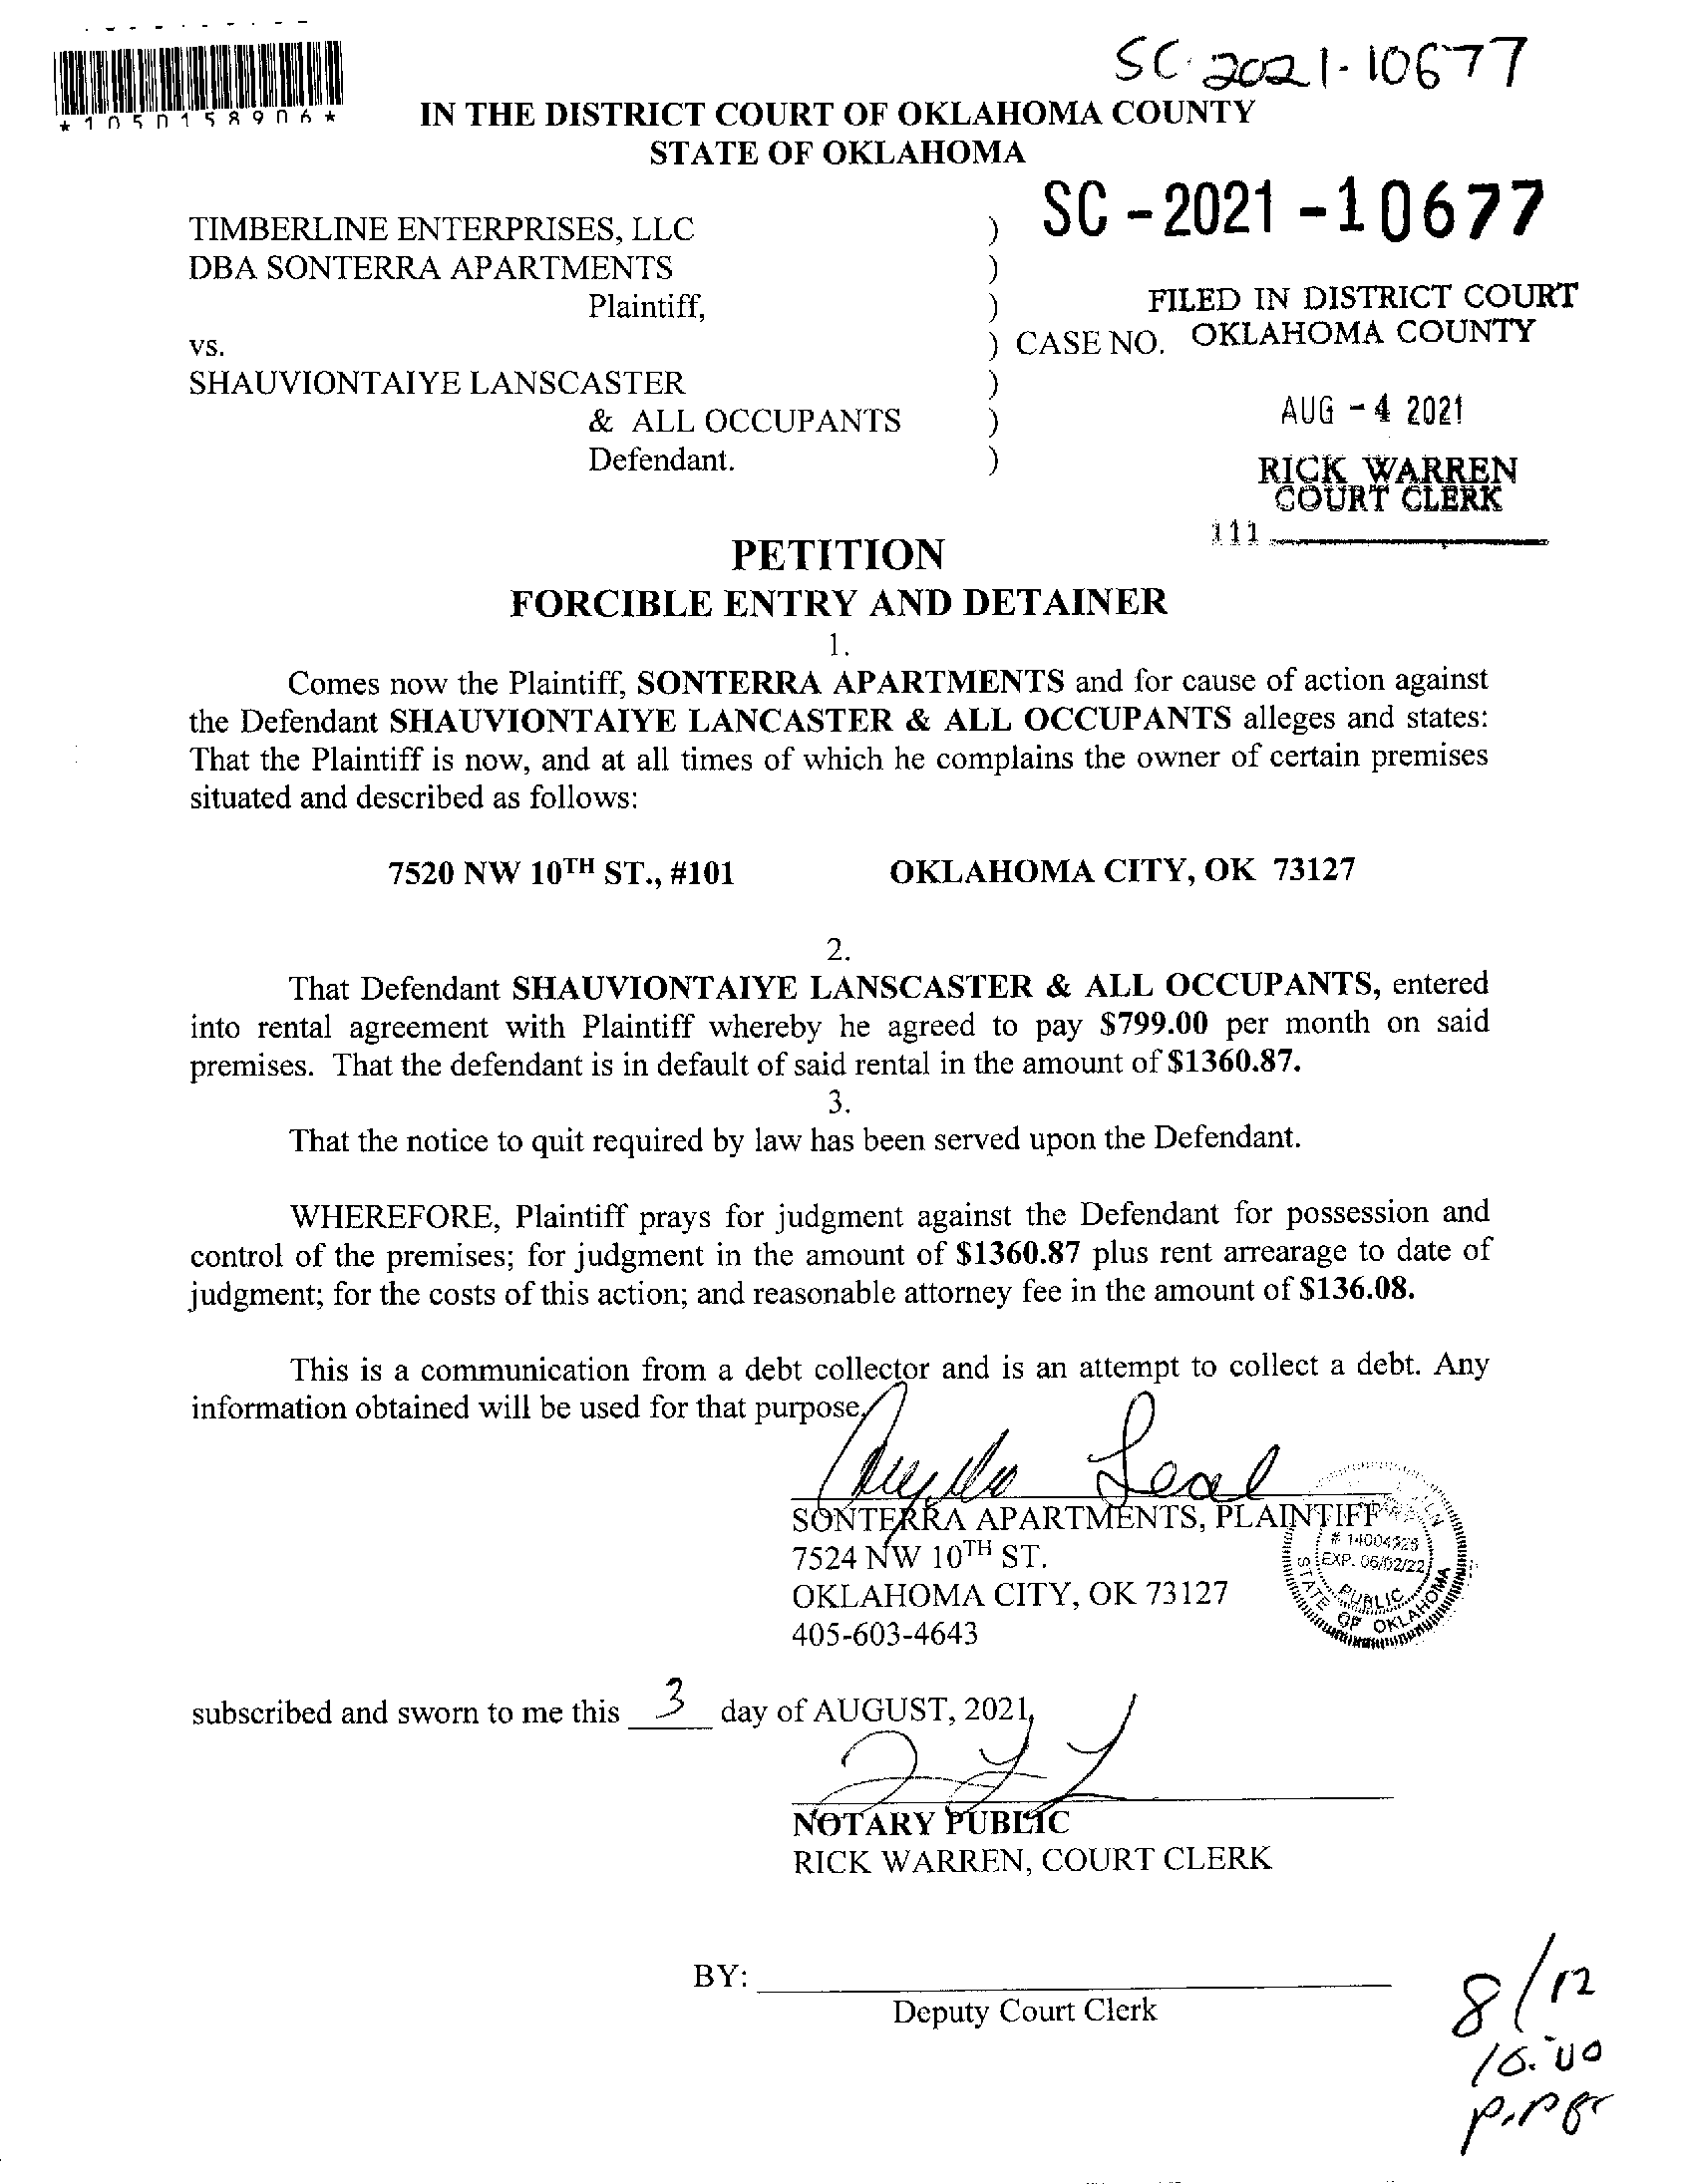 SC-2021-10677
*1050158906*
IN THE DISTRICT COURT OF OKLAHOMA COUNTY
STATE OF OKLAHOMA
SC-2021-10677
TIMBERLINE ENTERPRISES, LLC )
DBA SONTERRA APARTMENTS )
Plaintiff, )
FILED IN DISTRICT COURT
OKLAHOMA COUNTY
vs. ) CASE NO.
SHAUVIONTAIYE LANSCASTER )
& ALL OCCUPANTS )
AUG -4 2021
Defendant. )
RICK WARREN
COURT CLERK
111
PETITION
FORCIBLE ENTRY AND DETAINER
1.
Comes now the Plaintiff, SONTERRA APARTMENTS and for cause of action against
the Defendant SHAUVIONTAIYE LANCASTER & ALL OCCUPANTS alleges and states:
That the Plaintiff is now, and at all times of which he complains the owner of certain premises
situated and described as follows:
7520 NW 10TH ST., #101 OKLAHOMA CITY, OK 73127
2.
That Defendant SHAUVIONTAIYE LANSCASTER & ALL OCCUPANTS, entered
into rental agreement with Plaintiff whereby he agreed to pay $799.00 per month on said
premises. That the defendant is in default of said rental in the amount of $1360.87.
3.
That the notice to quit required by law has been served upon the Defendant.
WHEREFORE, Plaintiff prays for judgment against the Defendant for possession and
control of the premises; for judgment in the amount of $1360.87 plus rent arrearage to date of
judgment; for the costs of this action; and reasonable attorney fee in the amount of $136.08.
This is a communication from a debt collector and is an attempt to collect a debt. Any
information obtained will be used for that purpose.
Leal
SONTERRA APARTMENTS, PLAINTIFF
7524 NW 10TH ST.
OKLAHOMA CITY, OK 73127
405-603-4643
EXP. 06/02/22
PUBLIC
STATE OF OKLAHOMA
subscribed and sworn to me this 3 day of AUGUST, 2021,
NOTARY PUBLIC
RICK WARREN, COURT CLERK
BY:
Deputy Court Clerk
8/12